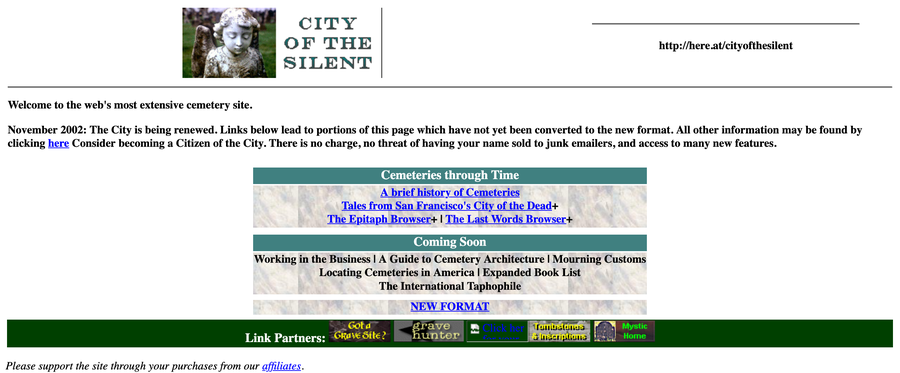 CITY
OF THE
SILENT
http://here.at/cityofthesilent
Welcome to the web's most extensive cemetery site.
November 2002: The City is being renewed. Links below lead to portions of this page which have not yet been converted to the new format. All other information may be found by
clicking here Consider becoming a Citizen of the City. There is no charge, no threat of having your name sold to junk emailers, and access to many new features.
Cemeteries through Time
A brief history of Cemeteries
Tales from San Francisco's City of the Dead+
The Epitaph Browser+ | The Last Words Browser+
Coming Soon
Working in the Business | A Guide to Cemetery Architecture | Mourning Customs
Locating Cemeteries in America | Expanded Book List
The International Taphophile
NEW FORMAT
Link Partners:
Got a
Grave Site?
grave
hunter
Tombstones
& Inscriptions
Mystic
Home
Please support the site through your purchases from our affiliates.